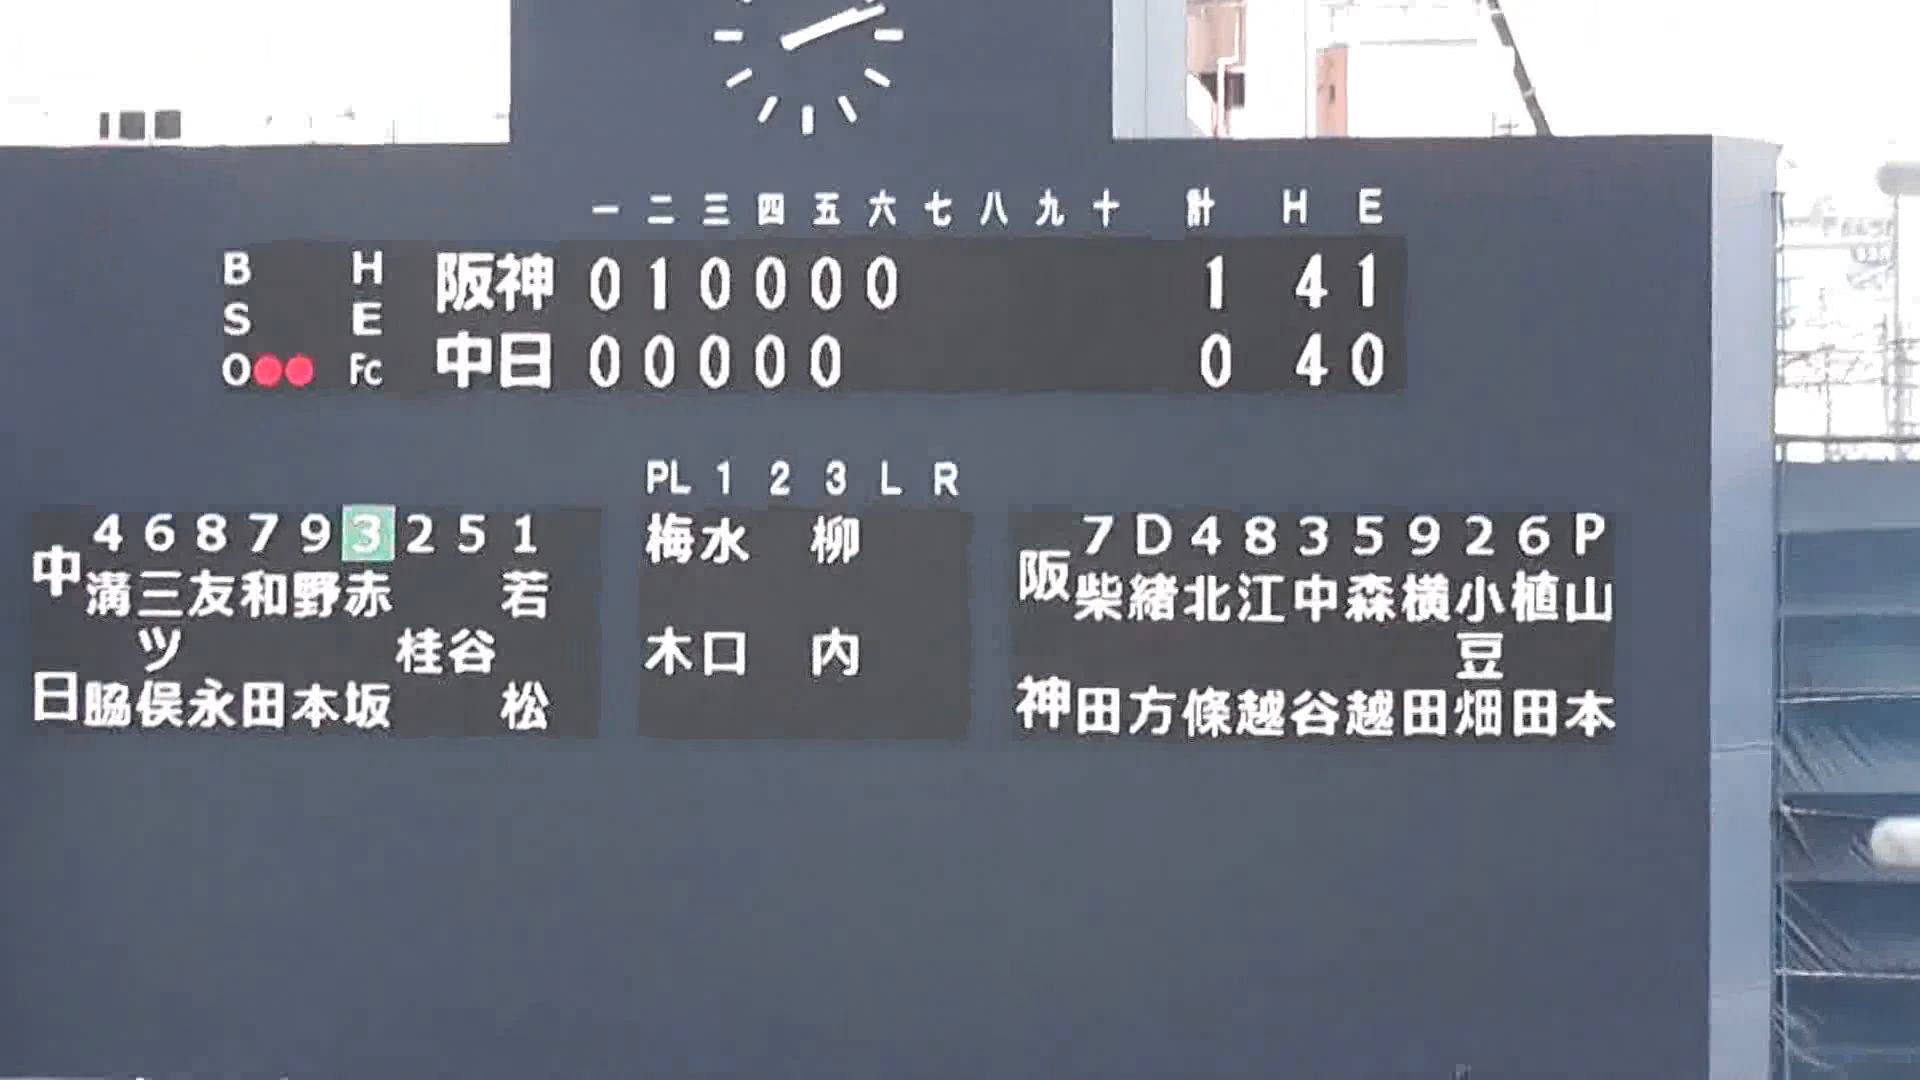 一 二 三 四 五 六 七 八 九 十 計 H E
B H 阪神 0 1 0 0 0 0 1 4 1
S E
O Fc 中日 0 0 0 0 0 0 4 0
PL 1 2 3 L R
梅木 水口 柳内
中日
4 6 8 7 9 3 2 5 1
溝脇 三ツ俣 友永 和田 野本 赤坂 桂 谷 若松
阪神
7 D 4 8 3 5 9 2 6 P
柴田 緒方 北條 江越 中谷 森越 横田 小豆畑 植田 山本